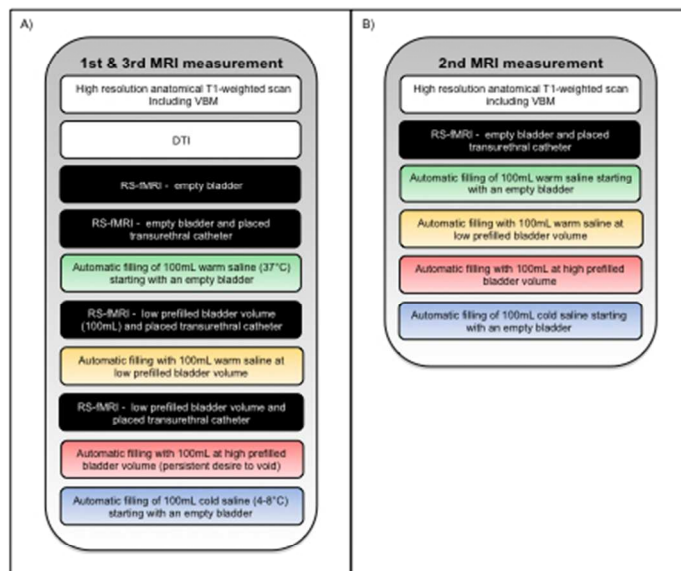 A)
1st & 3rd MRI measurement
High resolution anatomical T1-weighted scan
Including VBM
DTI
RS-fMRI - empty bladder
RS-fMRI - empty bladder and placed
transurethral catheter
Automatic filling of 100mL warm saline (37°C)
starting with an empty bladder
RS-fMRI - low prefilled bladder volume
(100mL) and placed transurethral catheter
Automatic filling with 100mL warm saline at
low prefilled bladder volume
RS-fMRI - low prefilled bladder volume and
placed transurethral catheter
Automatic filling with 100mL at high prefilled
bladder volume (persistent desire to void)
Automatic filling of 100mL cold saline (4-8°C)
starting with an empty bladder
B)
2nd MRI measurement
High resolution anatomical T1-weighted scan
including VBM
RS-fMRI - empty bladder and placed transurethral
catheter
Automatic filling of 100mL warm saline starting
with an empty bladder
Automatic filling with 100mL warm saline at
low prefilled bladder volume
Automatic filling with 100mL at high prefilled
bladder volume
Automatic filling of 100mL cold saline starting
with an empty bladder